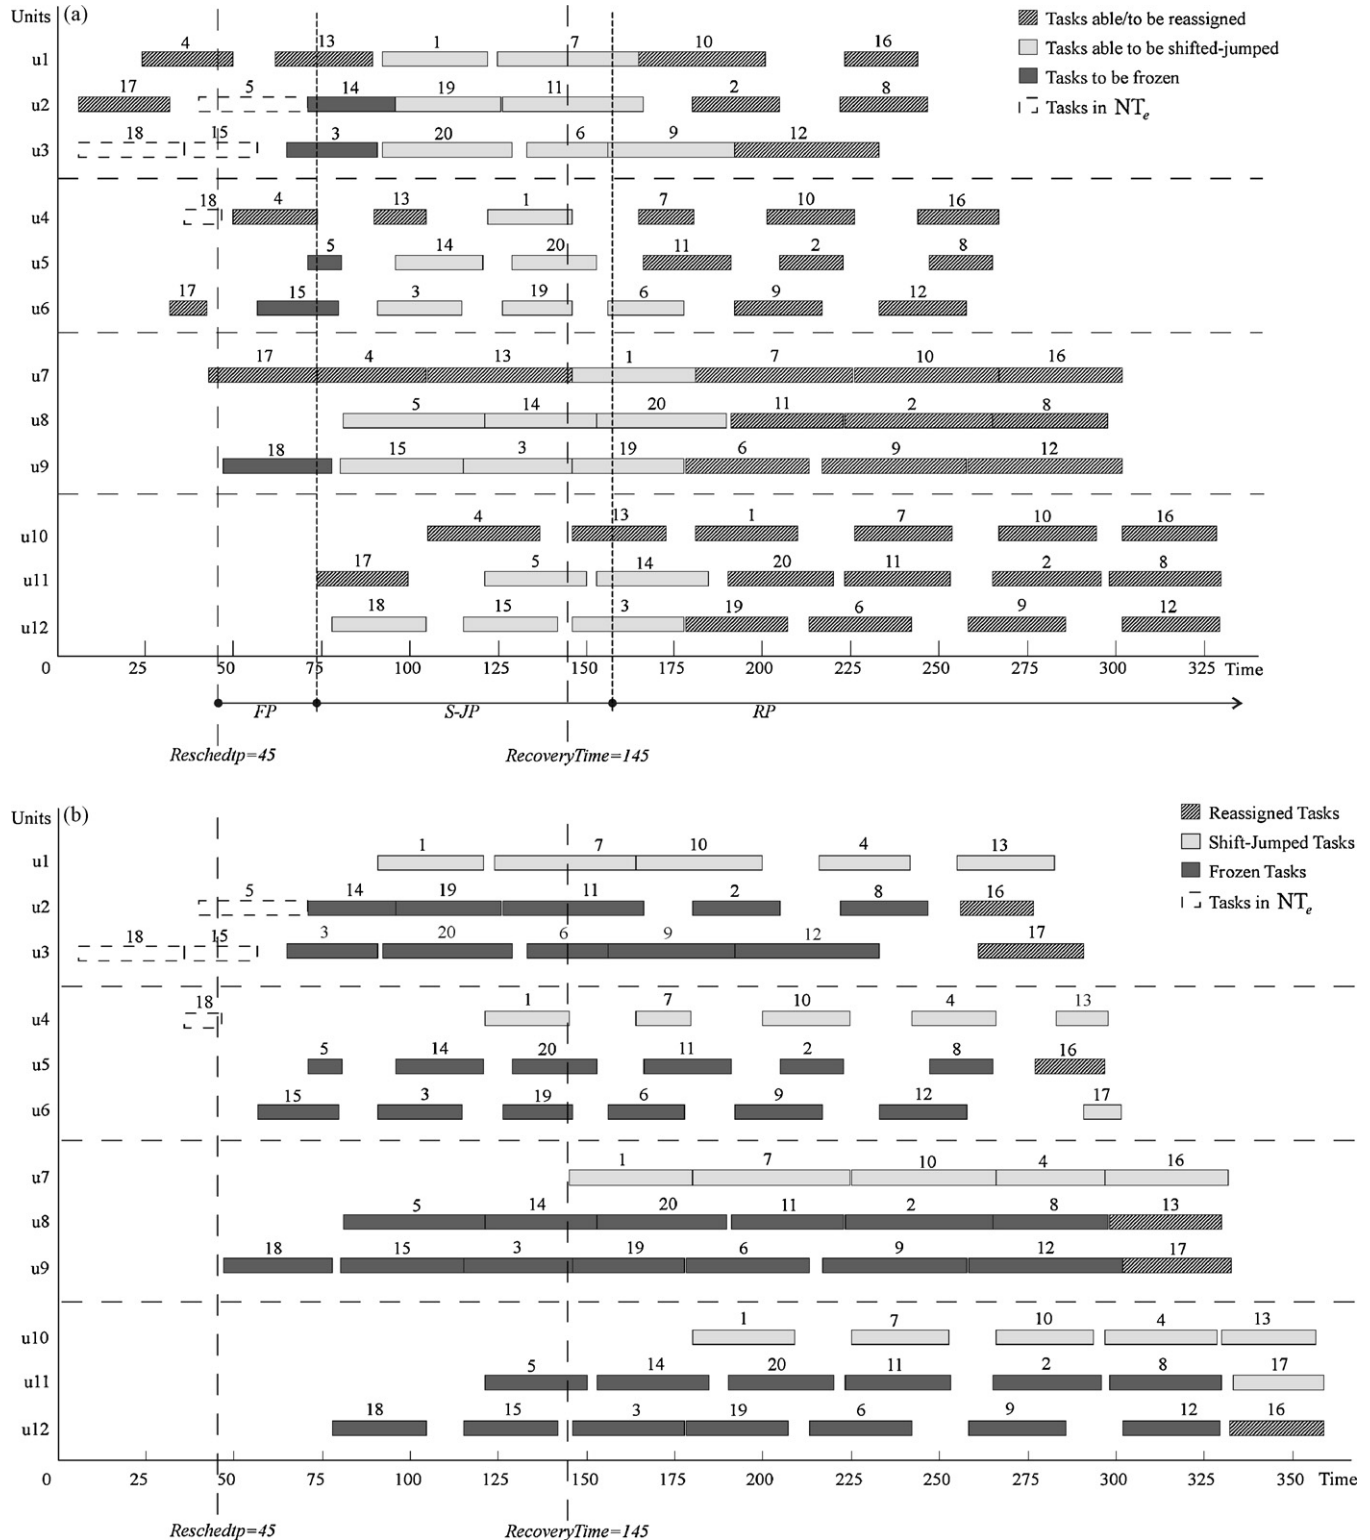 Units (a)
Tasks able/to be reassigned
Tasks able to be shifted-jumped
Tasks to be frozen
Tasks in NTe
u1 4 13 1 7 10 16
u2 17 5 14 19 11 2 8
u3 18 15 3 20 6 9 12
u4 18 4 13 1 7 10 16
u5 5 14 20 11 2 8
u6 17 15 3 19 6 9 12
u7 17 4 13 1 7 10 16
u8 5 14 20 11 2 8
u9 18 15 3 19 6 9 12
u10 4 13 1 7 10 16
u11 17 5 14 20 11 2 8
u12 18 15 3 19 6 9 12
0 25 50 75 100 125 150 175 200 225 250 275 300 325 Time
FP S-JP RP
Reschedtp=45 RecoveryTime=145
Units (b)
Reassigned Tasks
Shift-Jumped Tasks
Frozen Tasks
Tasks in NTe
u1 1 7 10 4 13
u2 5 14 19 11 2 8 16
u3 18 15 3 20 6 9 12 17
u4 18 1 7 10 4 13
u5 5 14 20 11 2 8 16
u6 15 3 19 6 9 12 17
u7 1 7 10 4 16
u8 5 14 20 11 2 8 13
u9 18 15 3 19 6 9 12 17
u10 1 7 10 4 13
u11 5 14 20 11 2 8 17
u12 18 15 3 19 6 9 12 16
0 25 50 75 100 125 150 175 200 225 250 275 300 325 350 Time
Reschedtp=45 RecoveryTime=145